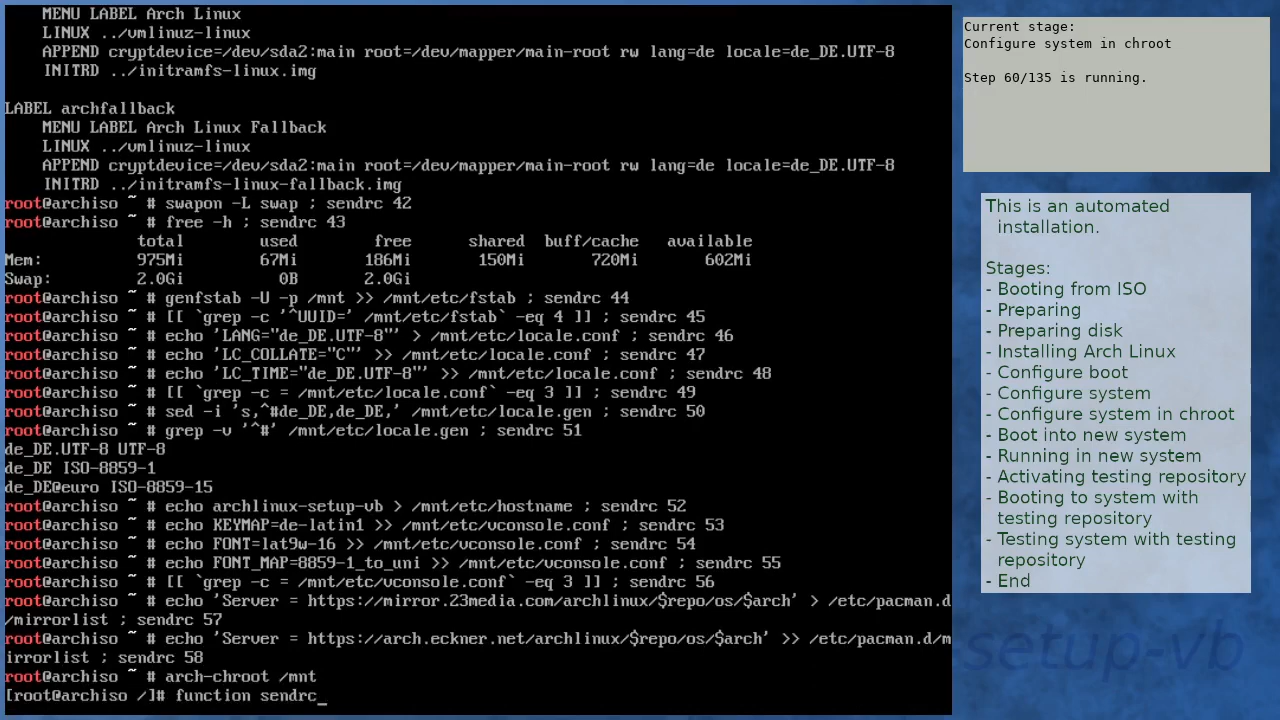 MENU LABEL Arch Linux
LINUX ../vmlinuz-linux
APPEND cryptdevice=/dev/sda2:main root=/dev/mapper/main-root rw lang=de locale=de_DE.UTF-8
INITRD ../initramfs-linux.img
LABEL archfallback
MENU LABEL Arch Linux Fallback
LINUX ../vmlinuz-linux
APPEND cryptdevice=/dev/sda2:main root=/dev/mapper/main-root rw lang=de locale=de_DE.UTF-8
INITRD ../initramfs-linux-fallback.img
root@archiso ~ # swapon -L swap ; sendrc 42
root@archiso ~ # free -h ; sendrc 43
total used free shared buff/cache available
Mem: 975Mi 67Mi 186Mi 150Mi 720Mi 602Mi
Swap: 2.0Gi 0B 2.0Gi
root@archiso ~ # genfstab -U -p /mnt >> /mnt/etc/fstab ; sendrc 44
root@archiso ~ # [[ `grep -c '^UUID=' /mnt/etc/fstab` -eq 4 ]] ; sendrc 45
root@archiso ~ # echo 'LANG="de_DE.UTF-8"' > /mnt/etc/locale.conf ; sendrc 46
root@archiso ~ # echo 'LC_COLLATE="C"' >> /mnt/etc/locale.conf ; sendrc 47
root@archiso ~ # echo 'LC_TIME="de_DE.UTF-8"' >> /mnt/etc/locale.conf ; sendrc 48
root@archiso ~ # [[ `grep -c = /mnt/etc/locale.conf` -eq 3 ]] ; sendrc 49
root@archiso ~ # sed -i 's,^#de_DE,de_DE,' /mnt/etc/locale.gen ; sendrc 50
root@archiso ~ # grep -v '^#' /mnt/etc/locale.gen ; sendrc 51
de_DE.UTF-8 UTF-8
de_DE ISO-8859-1
de_DE@euro ISO-8859-15
root@archiso ~ # echo archlinux-setup-vb > /mnt/etc/hostname ; sendrc 52
root@archiso ~ # echo KEYMAP=de-latin1 >> /mnt/etc/vconsole.conf ; sendrc 53
root@archiso ~ # echo FONT=lat9w-16 >> /mnt/etc/vconsole.conf ; sendrc 54
root@archiso ~ # echo FONT_MAP=8859-1_to_uni >> /mnt/etc/vconsole.conf ; sendrc 55
root@archiso ~ # [[ `grep -c = /mnt/etc/vconsole.conf` -eq 3 ]] ; sendrc 56
root@archiso ~ # echo 'Server = https://mirror.23media.com/archlinux/$repo/os/$arch' > /etc/pacman.d
/mirrorlist ; sendrc 57
root@archiso ~ # echo 'Server = https://arch.eckner.net/archlinux/$repo/os/$arch' >> /etc/pacman.d/m
irrorlist ; sendrc 58
root@archiso ~ # arch-chroot /mnt
[root@archiso /]# function sendrc_
Current stage:
Configure system in chroot
Step 60/135 is running.
This is an automated
installation.
Stages:
- Booting from ISO
- Preparing
- Preparing disk
- Installing Arch Linux
- Configure boot
- Configure system
- Configure system in chroot
- Boot into new system
- Running in new system
- Activating testing repository
- Booting to system with
testing repository
- Testing system with testing
repository
- End
setup-vb